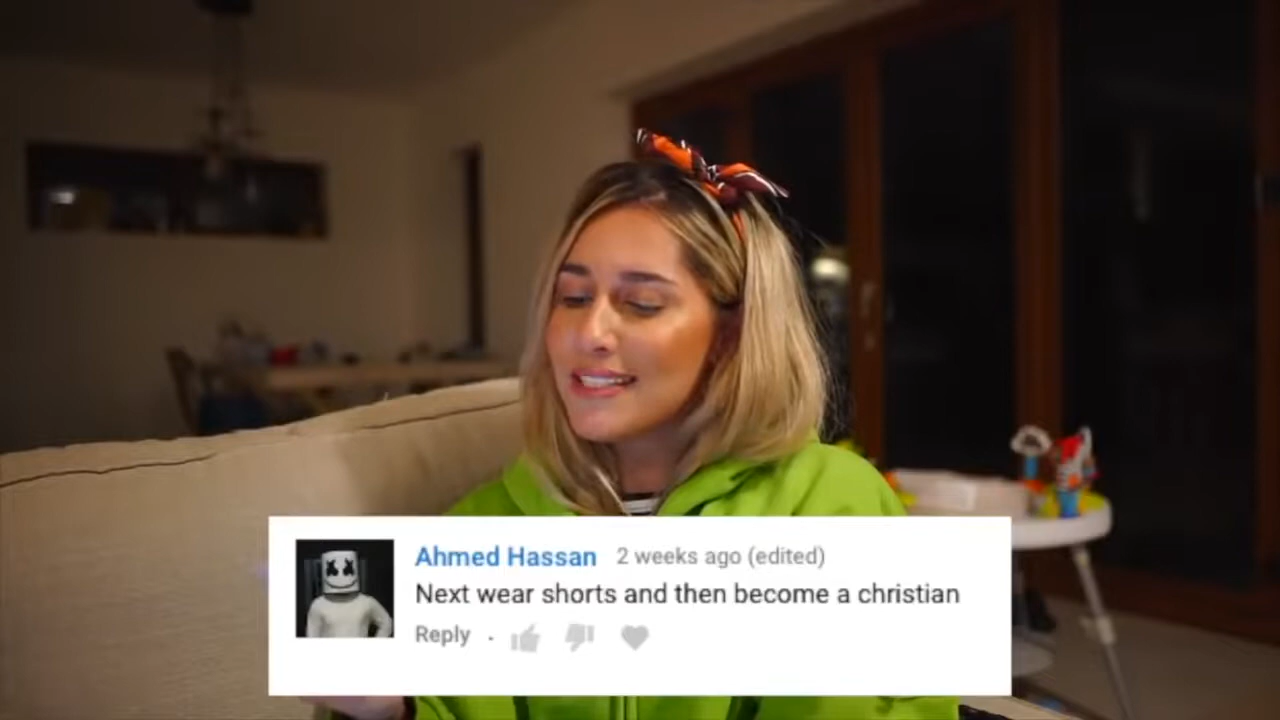 Ahmed Hassan 2 weeks ago (edited)
Next wear shorts and then become a christian
Reply